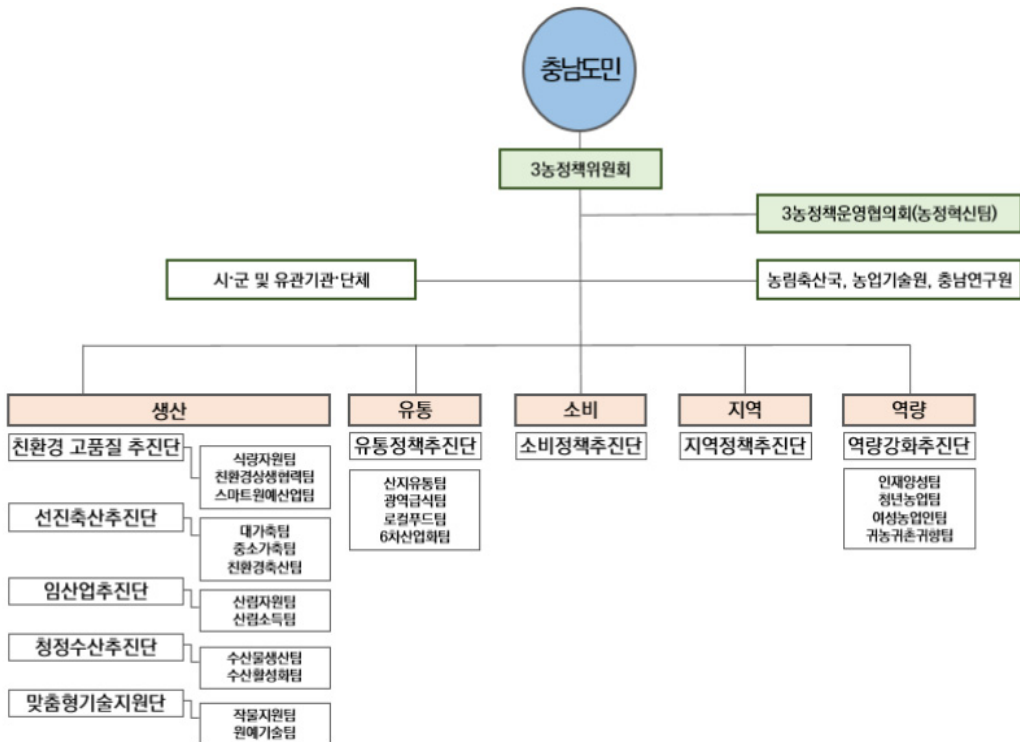 충남도민
3농정책위원회
3농정책운영협의회(농정혁신팀)
시·군 및 유관기관·단체
농림축산국, 농업기술원, 충남연구원
생산
친환경 고품질 추진단
식량자원팀
친환경상생협력팀
스마트원예산업팀
선진축산추진단
대가축팀
중소가축팀
친환경축산팀
임산업추진단
산림자원팀
산림소득팀
청정수산추진단
수산물생산팀
수산활성화팀
맞춤형기술지원단
작물지원팀
원예기술팀
유통
유통정책추진단
산지유통팀
광역급식팀
로컬푸드팀
6차산업화팀
소비
소비정책추진단
지역
지역정책추진단
역량
역량강화추진단
인재양성팀
청년농업팀
여성농업인팀
귀농귀촌귀향팀